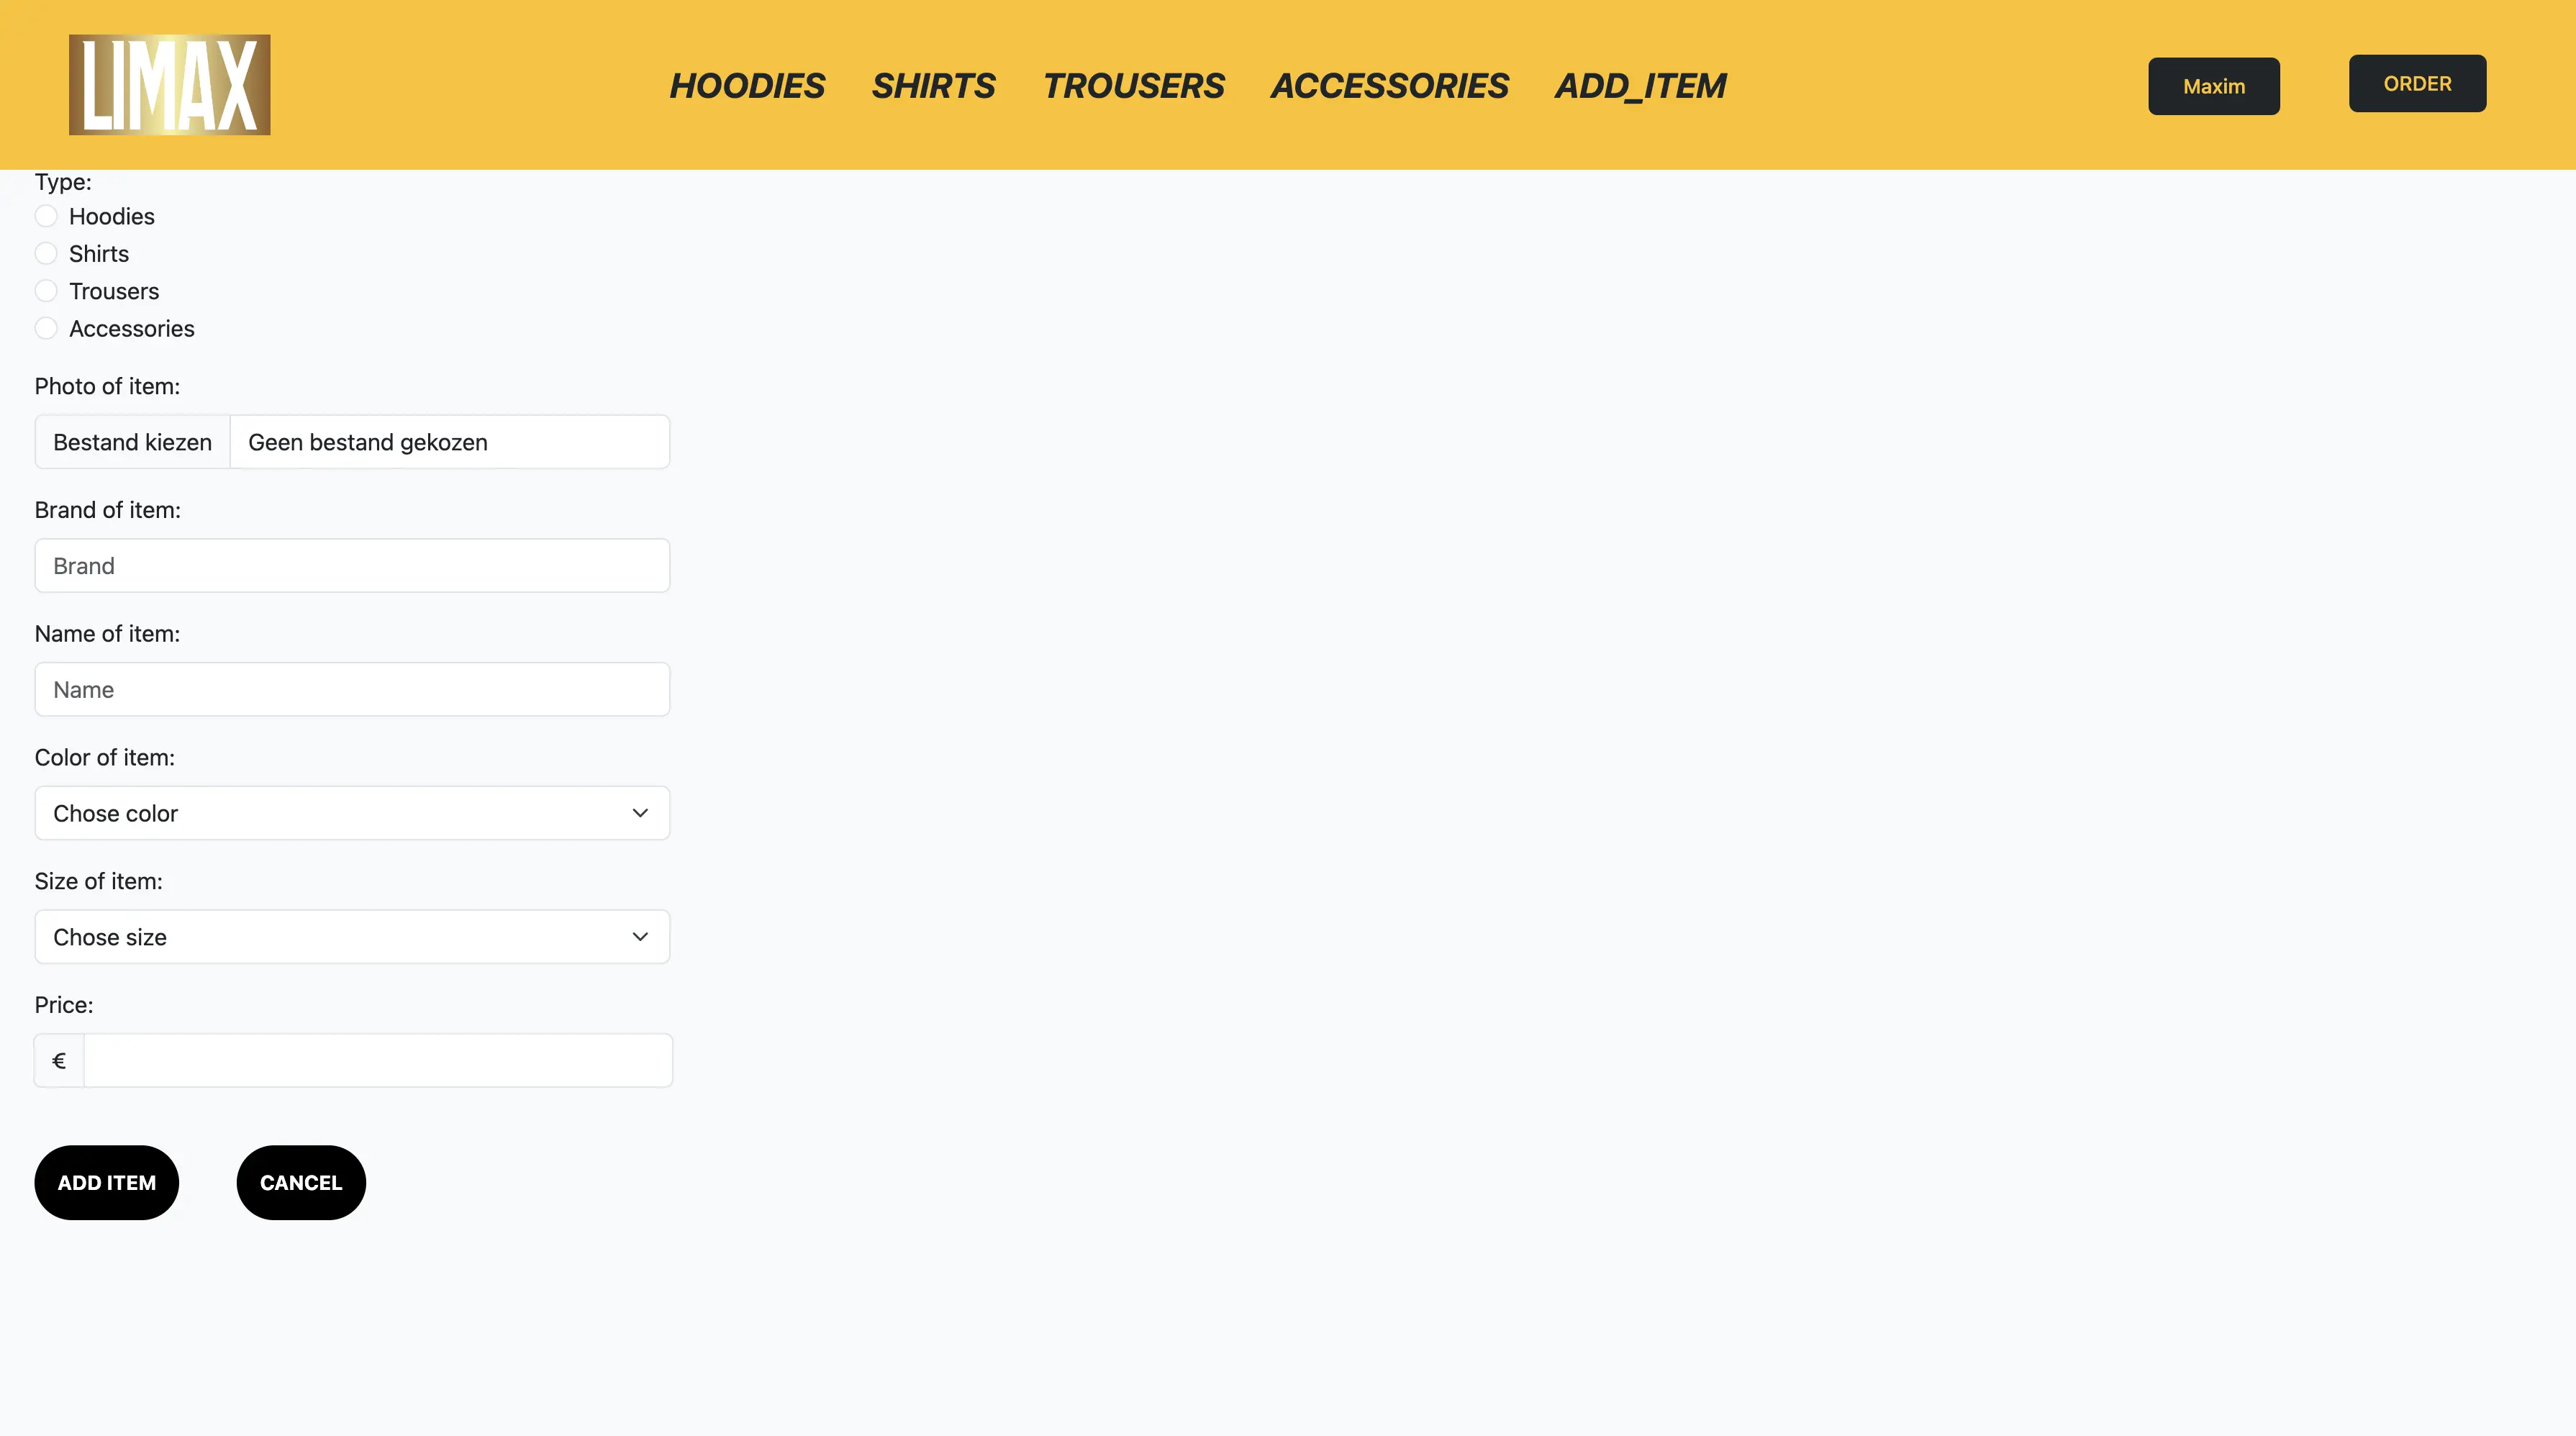 LIMAX
HOODIES SHIRTS TROUSERS ACCESSORIES ADD_ITEM
Maxim
ORDER
Type:
Hoodies
Shirts
Trousers
Accessories
Photo of item:
Bestand kiezen Geen bestand gekozen
Brand of item:
Brand
Name of item:
Name
Color of item:
Chose color
Size of item:
Chose size
Price:
€
ADD ITEM CANCEL